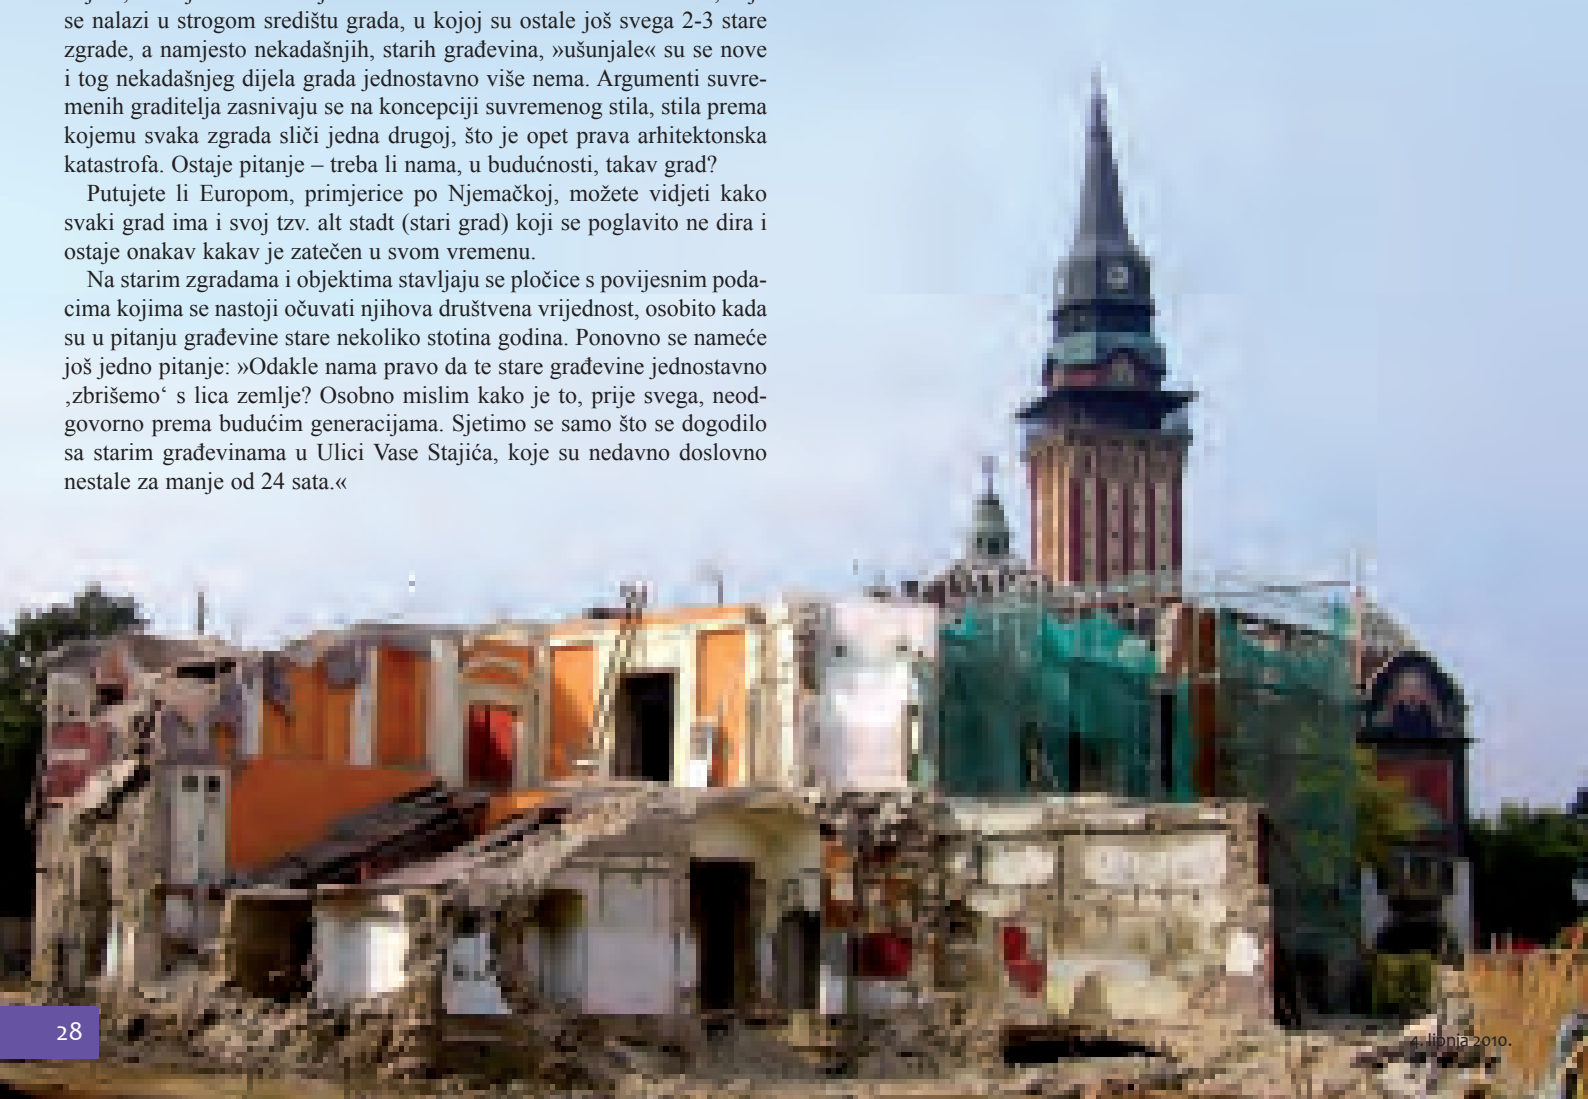 se nalazi u strogom središtu grada, u kojoj su ostale još svega 2-3 stare
zgrade, a namjesto nekadašnjih, starih građevina, »ušunjale« su se nove
i tog nekadašnjeg dijela grada jednostavno više nema. Argumenti suvre-
menih graditelja zasnivaju se na koncepciji suvremenog stila, stila prema
kojemu svaka zgrada sliči jedna drugoj, što je opet prava arhitektonska
katastrofa. Ostaje pitanje – treba li nama, u budućnosti, takav grad?
Putujete li Europom, primjerice po Njemačkoj, možete vidjeti kako
svaki grad ima i svoj tzv. alt stadt (stari grad) koji se poglavito ne dira i
ostaje onakav kakav je zatečen u svom vremenu.
Na starim zgradama i objektima stavljaju se pločice s povijesnim poda-
cima kojima se nastoji očuvati njihova društvena vrijednost, osobito kada
su u pitanju građevine stare nekoliko stotina godina. Ponovno se nameće
još jedno pitanje: »Odakle nama pravo da te stare građevine jednostavno
‚zbrišemo‘ s lica zemlje? Osobno mislim kako je to, prije svega, neod-
govorno prema budućim generacijama. Sjetimo se samo što se dogodilo
sa starim građevinama u Ulici Vase Stajića, koje su nedavno doslovno
nestale za manje od 24 sata.«
28
4. lipnja 2010.